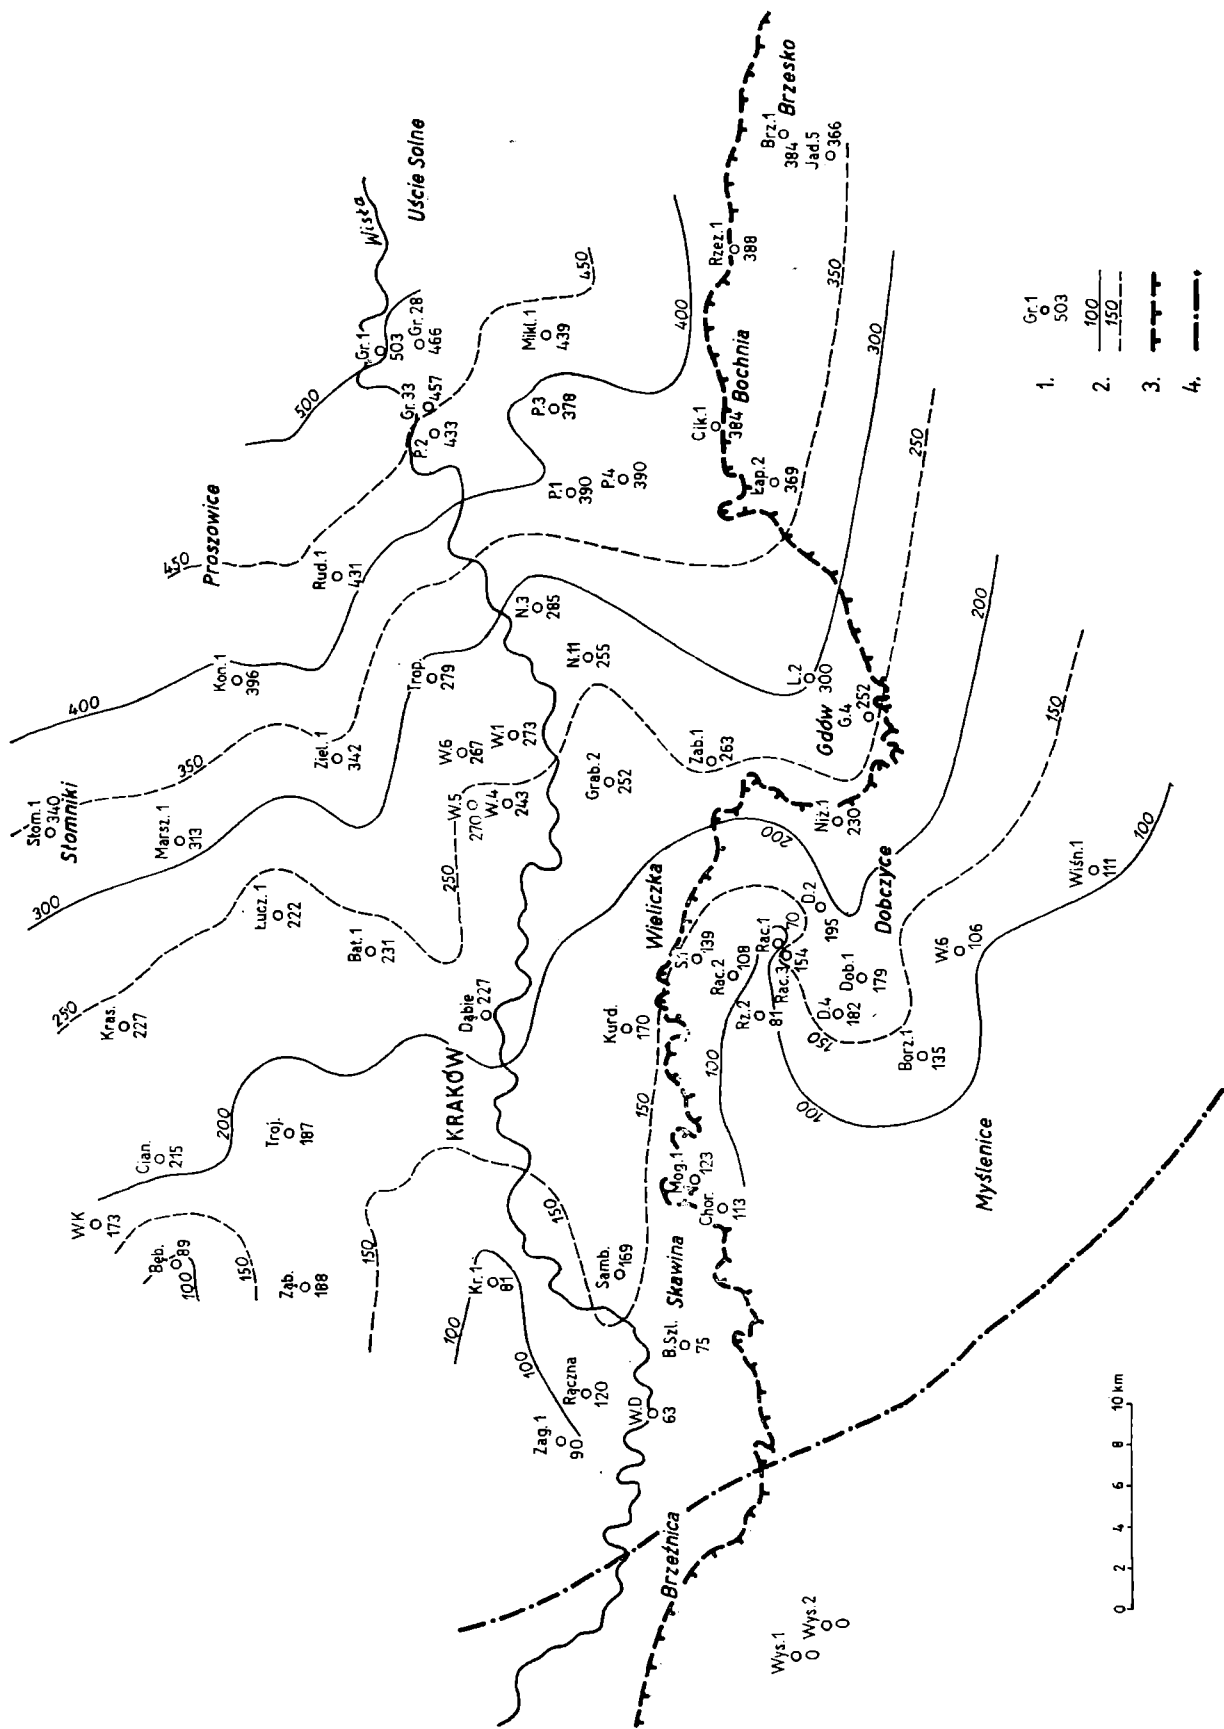 Słom.1
340
Słomniki
Marsz.1
313
300
350
400
Kon.1
396
450
Proszowice
Rud.1
431
500
Gr.1
503
Wisła
Uście Solne
Gr.28
466
Gr.33
457
P.2
433
Mikl.1
439
450
P.3
378
P.1
390
P.4
390
400
W.K
173
Cian.
215
Bęb.
89
100
150
Ząb.
188
Troj.
187
200
Kras.
227
250
Łucz.1
222
Bat.1
231
Ziel.1
342
Trop.
279
W.6
267
W.1
273
W.5
270
W.4
243
250
N.3
285
N.11
255
Grab.2
252
Dąbie
227
KRAKÓW
150
150
100
Kr.1
81
100
Rączna
120
Zag.1
90
W.D
63
Samb.
169
B.Szl.
75
Skawina
Kurd.
170
150
Wieliczka
Mog.1
123
Chor.
113
100
S.1
139
Rac.2
108
Rac.1
70
Rac.3
154
Rz.2
81
D.2
195
Dob.1
179
D.4
182
150
100
Borz.1
135
Dobczyce
200
Niż.1
230
Zab.1
263
Gdów
G.4
252
Ł.2
300
Łap.2
369
Cik.1
384
Bochnia
Rzez.1
388
Brz.1
384
Brzesko
Jad.5
366
350
300
250
200
150
100
W.6
106
Wiśn.1
111
Myślenice
Brzeźnica
Wys.1
0
Wys.2
0
0 2 4 6 8 10 km
1. Gr.1
503
2. 100
150
3.
4.